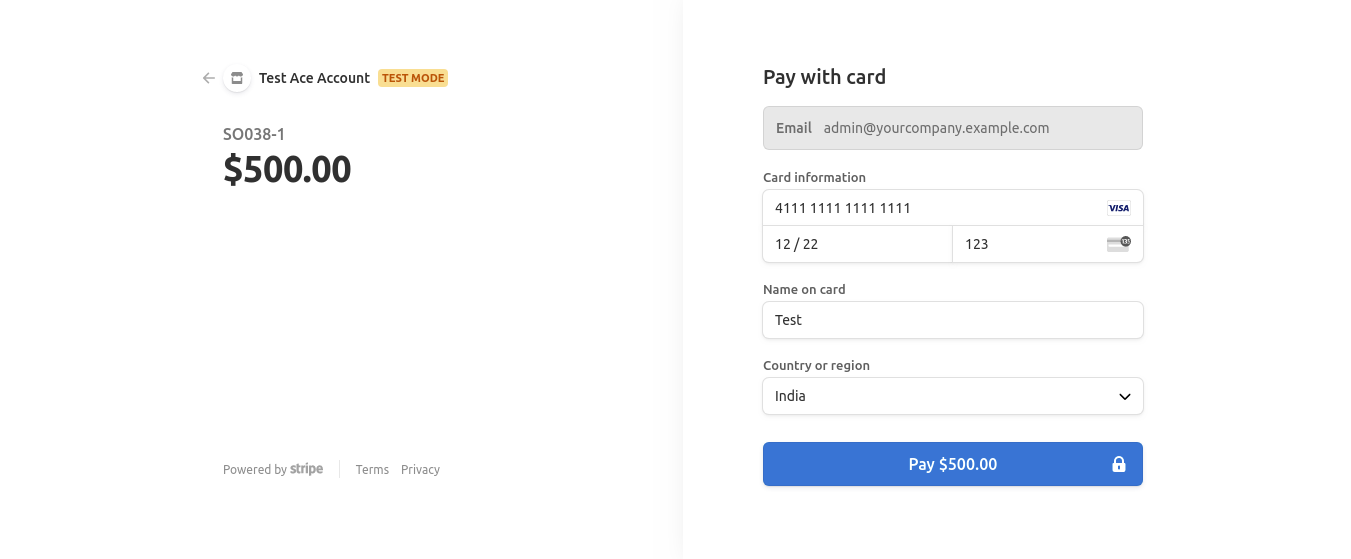 Test Ace Account TEST MODE
SO038-1
$500.00
Powered by stripe Terms Privacy
Pay with card
Email admin@yourcompany.example.com
Card information
4111 1111 1111 1111 VISA
12 / 22 123 135
Name on card
Test
Country or region
India
Pay $500.00